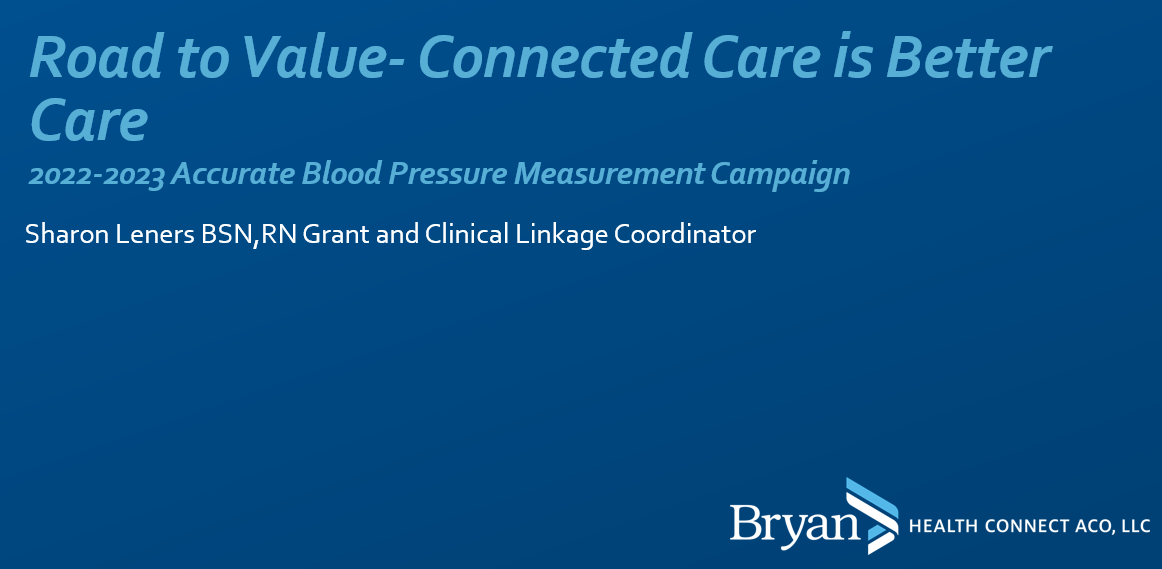 Road to Value- Connected Care is Better
Care
2022-2023 Accurate Blood Pressure Measurement Campaign
Sharon Leners BSN,RN Grant and Clinical Linkage Coordinator
Bryan HEALTH CONNECT ACO, LLC